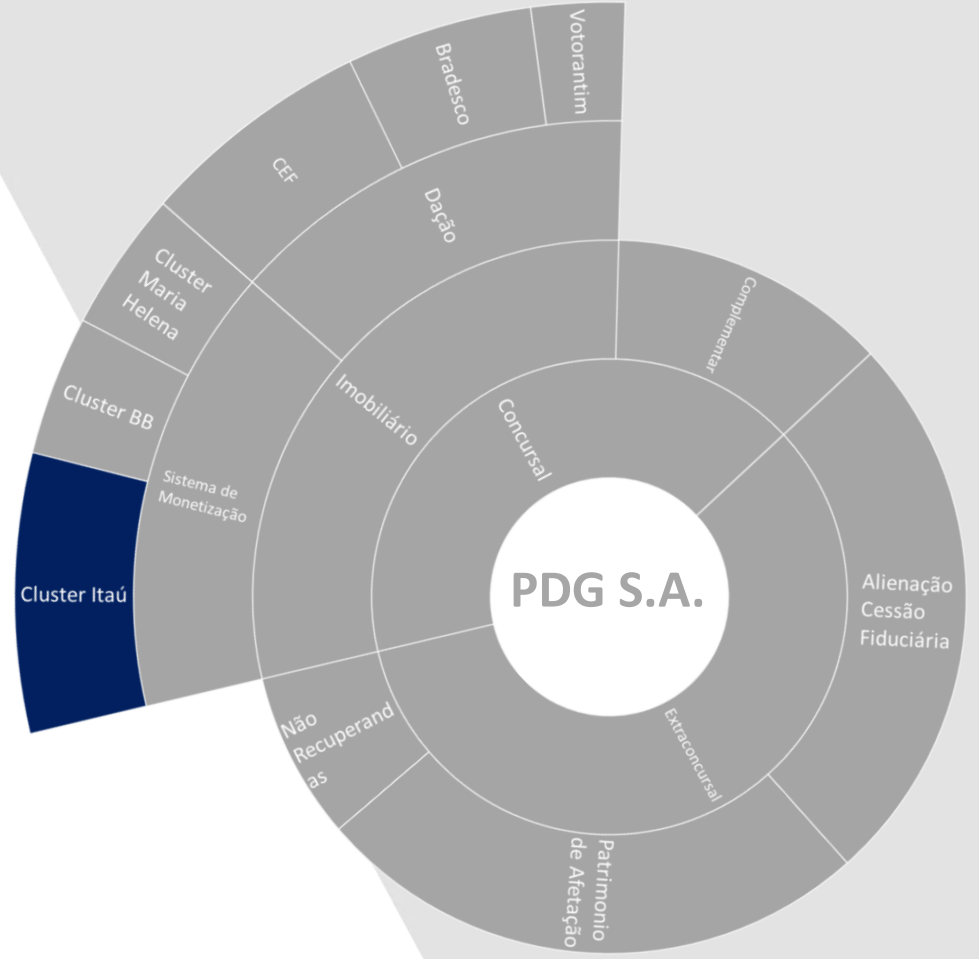 Votorantim
Bradesco
CEF
Dação
Cluster
Maria
Helena
Complementar
Cluster BB
Imobiliário
Concursal
Sistema de
Monetização
Cluster Itaú
PDG S.A.
Alienação
Cessão
Fiduciária
Não
Recuperand
as
Extraconcursal
Patrimonio
de Afetação